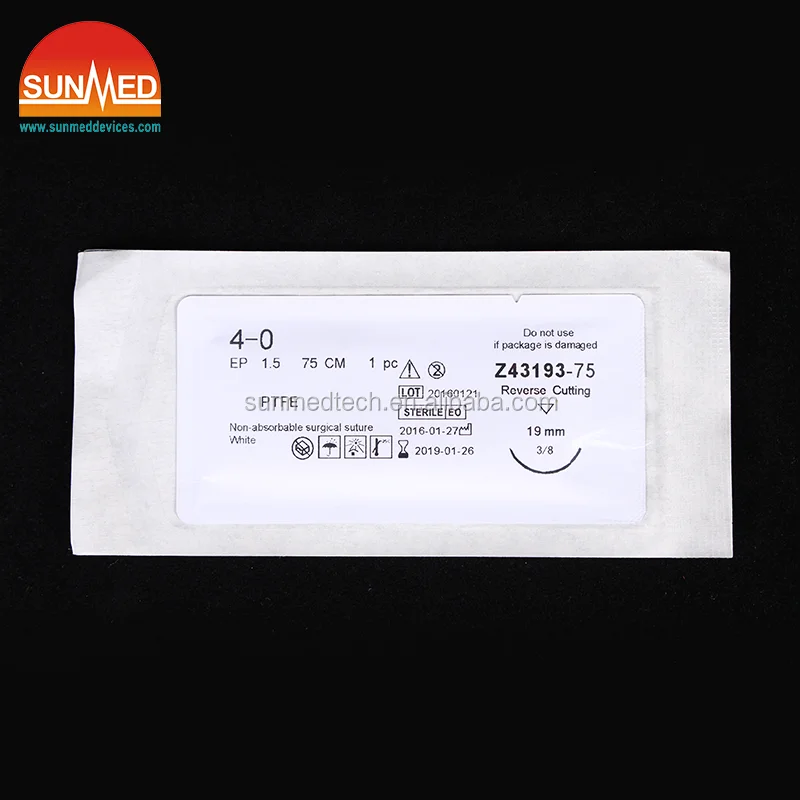 SUNMED
www.sunmeddevices.com
4-0
EP 1.5 75 CM 1 pc
PTFE
Non-absorbable surgical suture
White
LOT 20160121
STERILE EO
2016-01-27
2019-01-26
Do not use
if package is damaged
Z43193-75
Reverse Cutting
19 mm
3/8
sunmedtech.en.alibaba.com